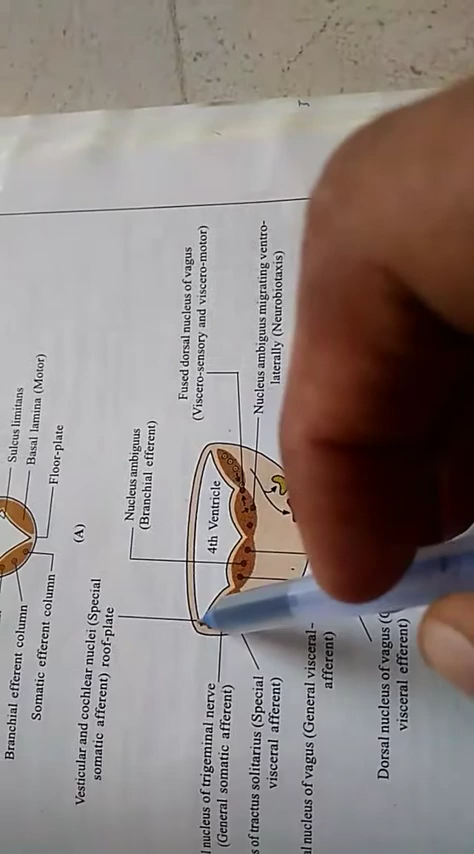 Sulcus limitans
Basal lamina (Motor)
Floor-plate
Branchial efferent column
Somatic efferent column
(A)
Vesticular and cochlear nuclei (Special
somatic afferent) roof-plate
Nucleus ambiguus
(Branchial efferent)
Fused dorsal nucleus of vagus
(Viscero-sensory and viscero-motor)
Nucleus ambiguus migrating ventro-
laterally (Neurobiotaxis)
4th Ventricle
nucleus of trigeminal nerve
(General somatic afferent)
of tractus solitarius (Special
visceral afferent)
nucleus of vagus (General visceral-
afferent)
Dorsal nucleus of vagus
visceral efferent)